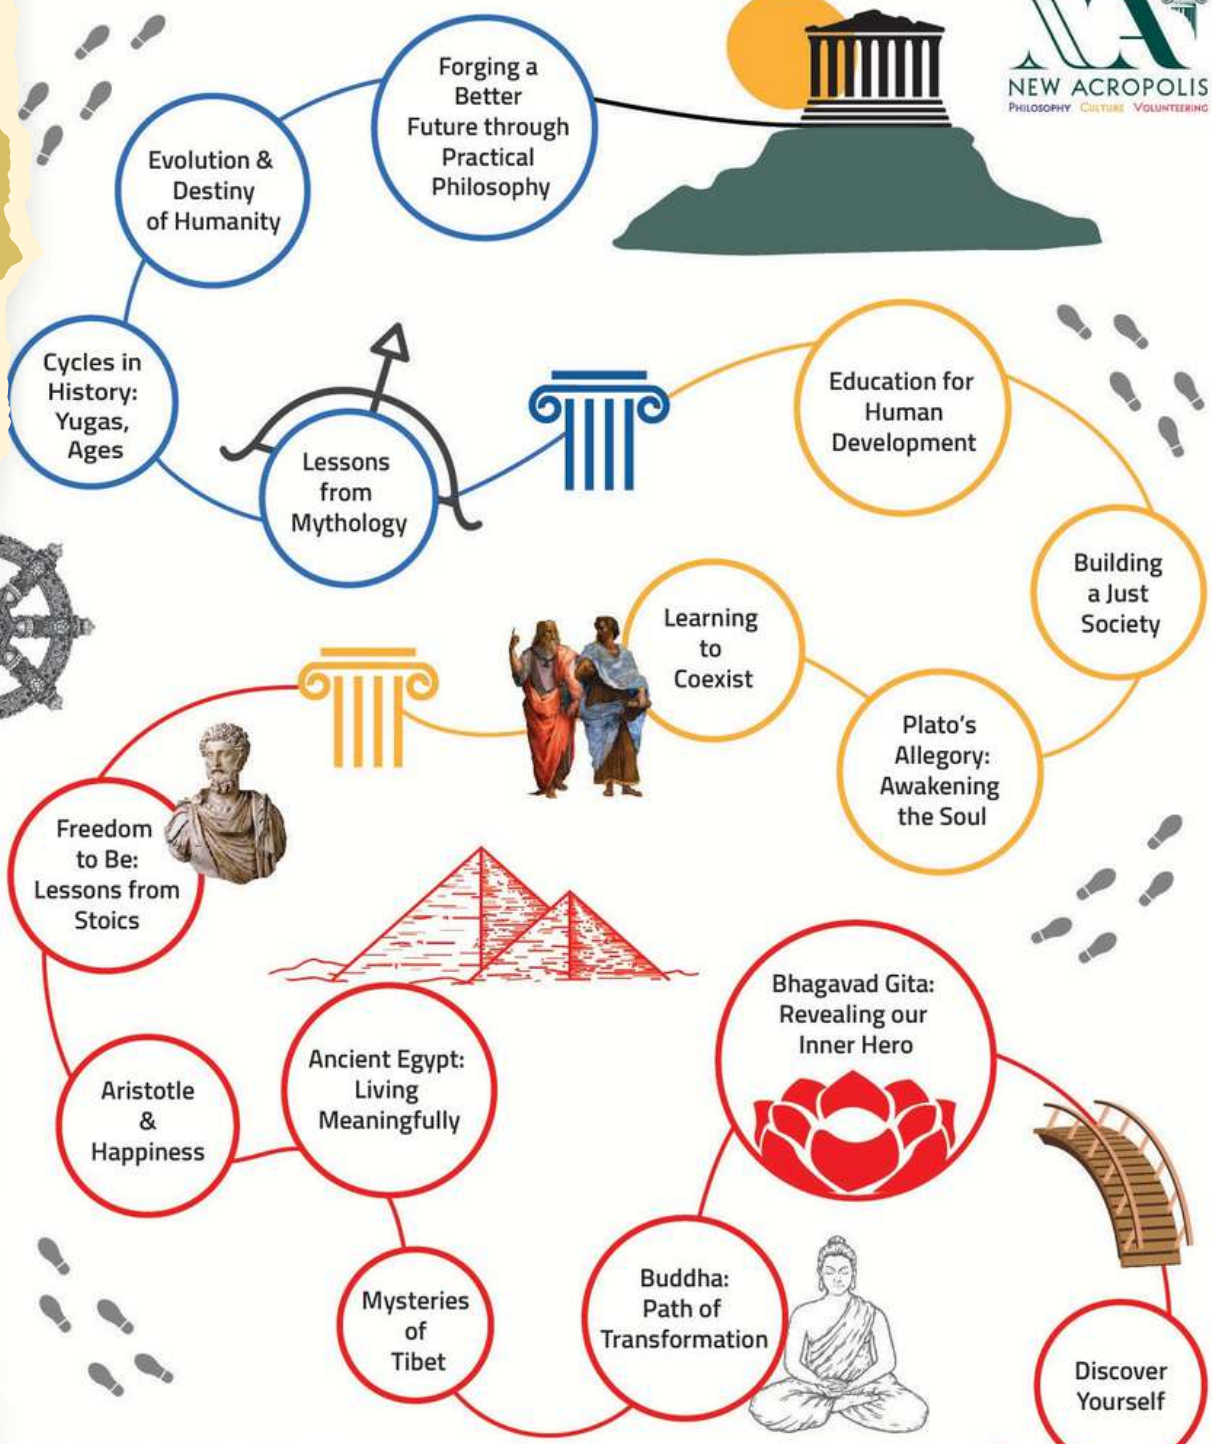 NEW ACROPOLIS
PHILOSOPHY CULTURE VOLUNTEERING
Forging a
Better
Future through
Practical
Philosophy
Evolution &
Destiny
of Humanity
Cycles in
History:
Yugas,
Ages
Lessons
from
Mythology
Education for
Human
Development
Building
a Just
Society
Plato's
Allegory:
Awakening
the Soul
Learning
to
Coexist
Freedom
to Be:
Lessons from
Stoics
Aristotle
&
Happiness
Ancient Egypt:
Living
Meaningfully
Mysteries
of
Tibet
Buddha:
Path of
Transformation
Bhagavad Gita:
Revealing our
Inner Hero
Discover
Yourself